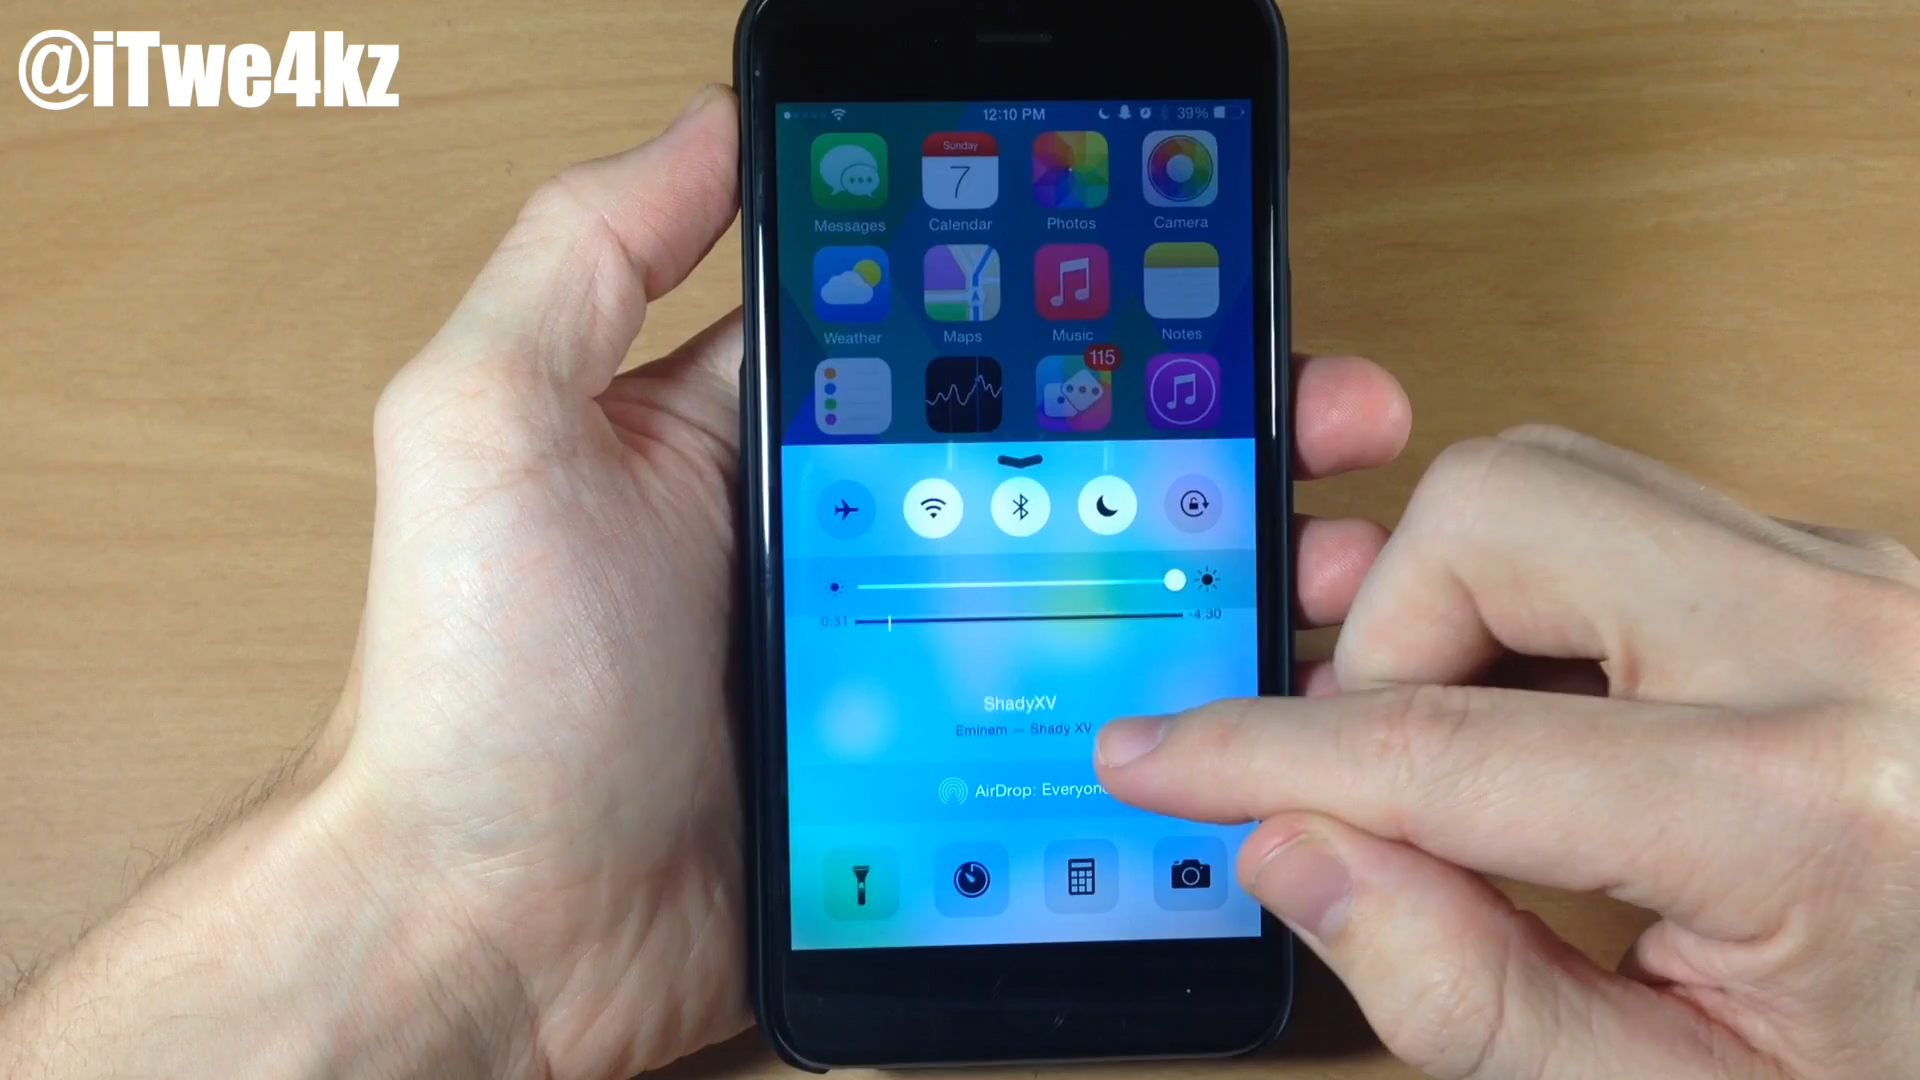 @iTwe4kz
12:10 PM
39%
Sunday
7
Messages
Calendar
Photos
Camera
Weather
Maps
Music
Notes
115
0:31
-4:30
ShadyXV
Eminem — Shady XV
AirDrop: Everyone